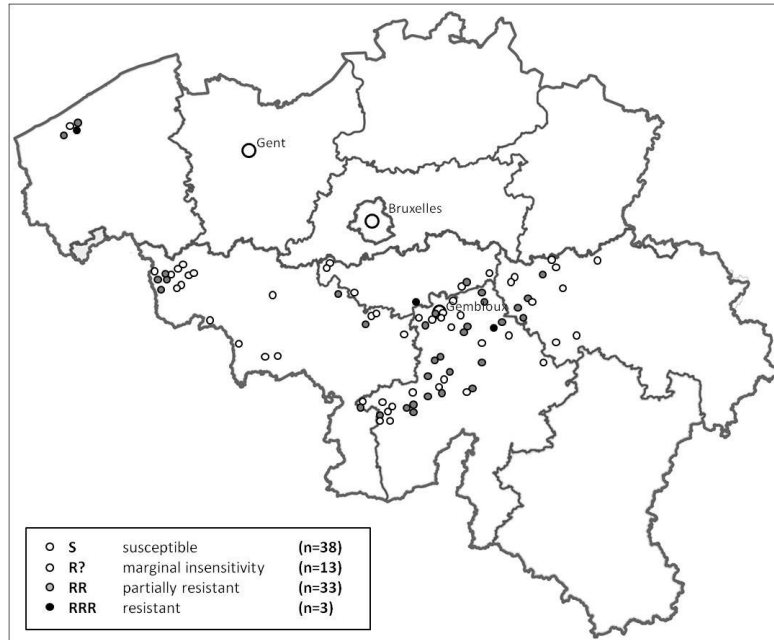 Gent
Bruxelles
Gembloux
S susceptible (n=38)
R? marginal insensitivity (n=13)
RR partially resistant (n=33)
RRR resistant (n=3)